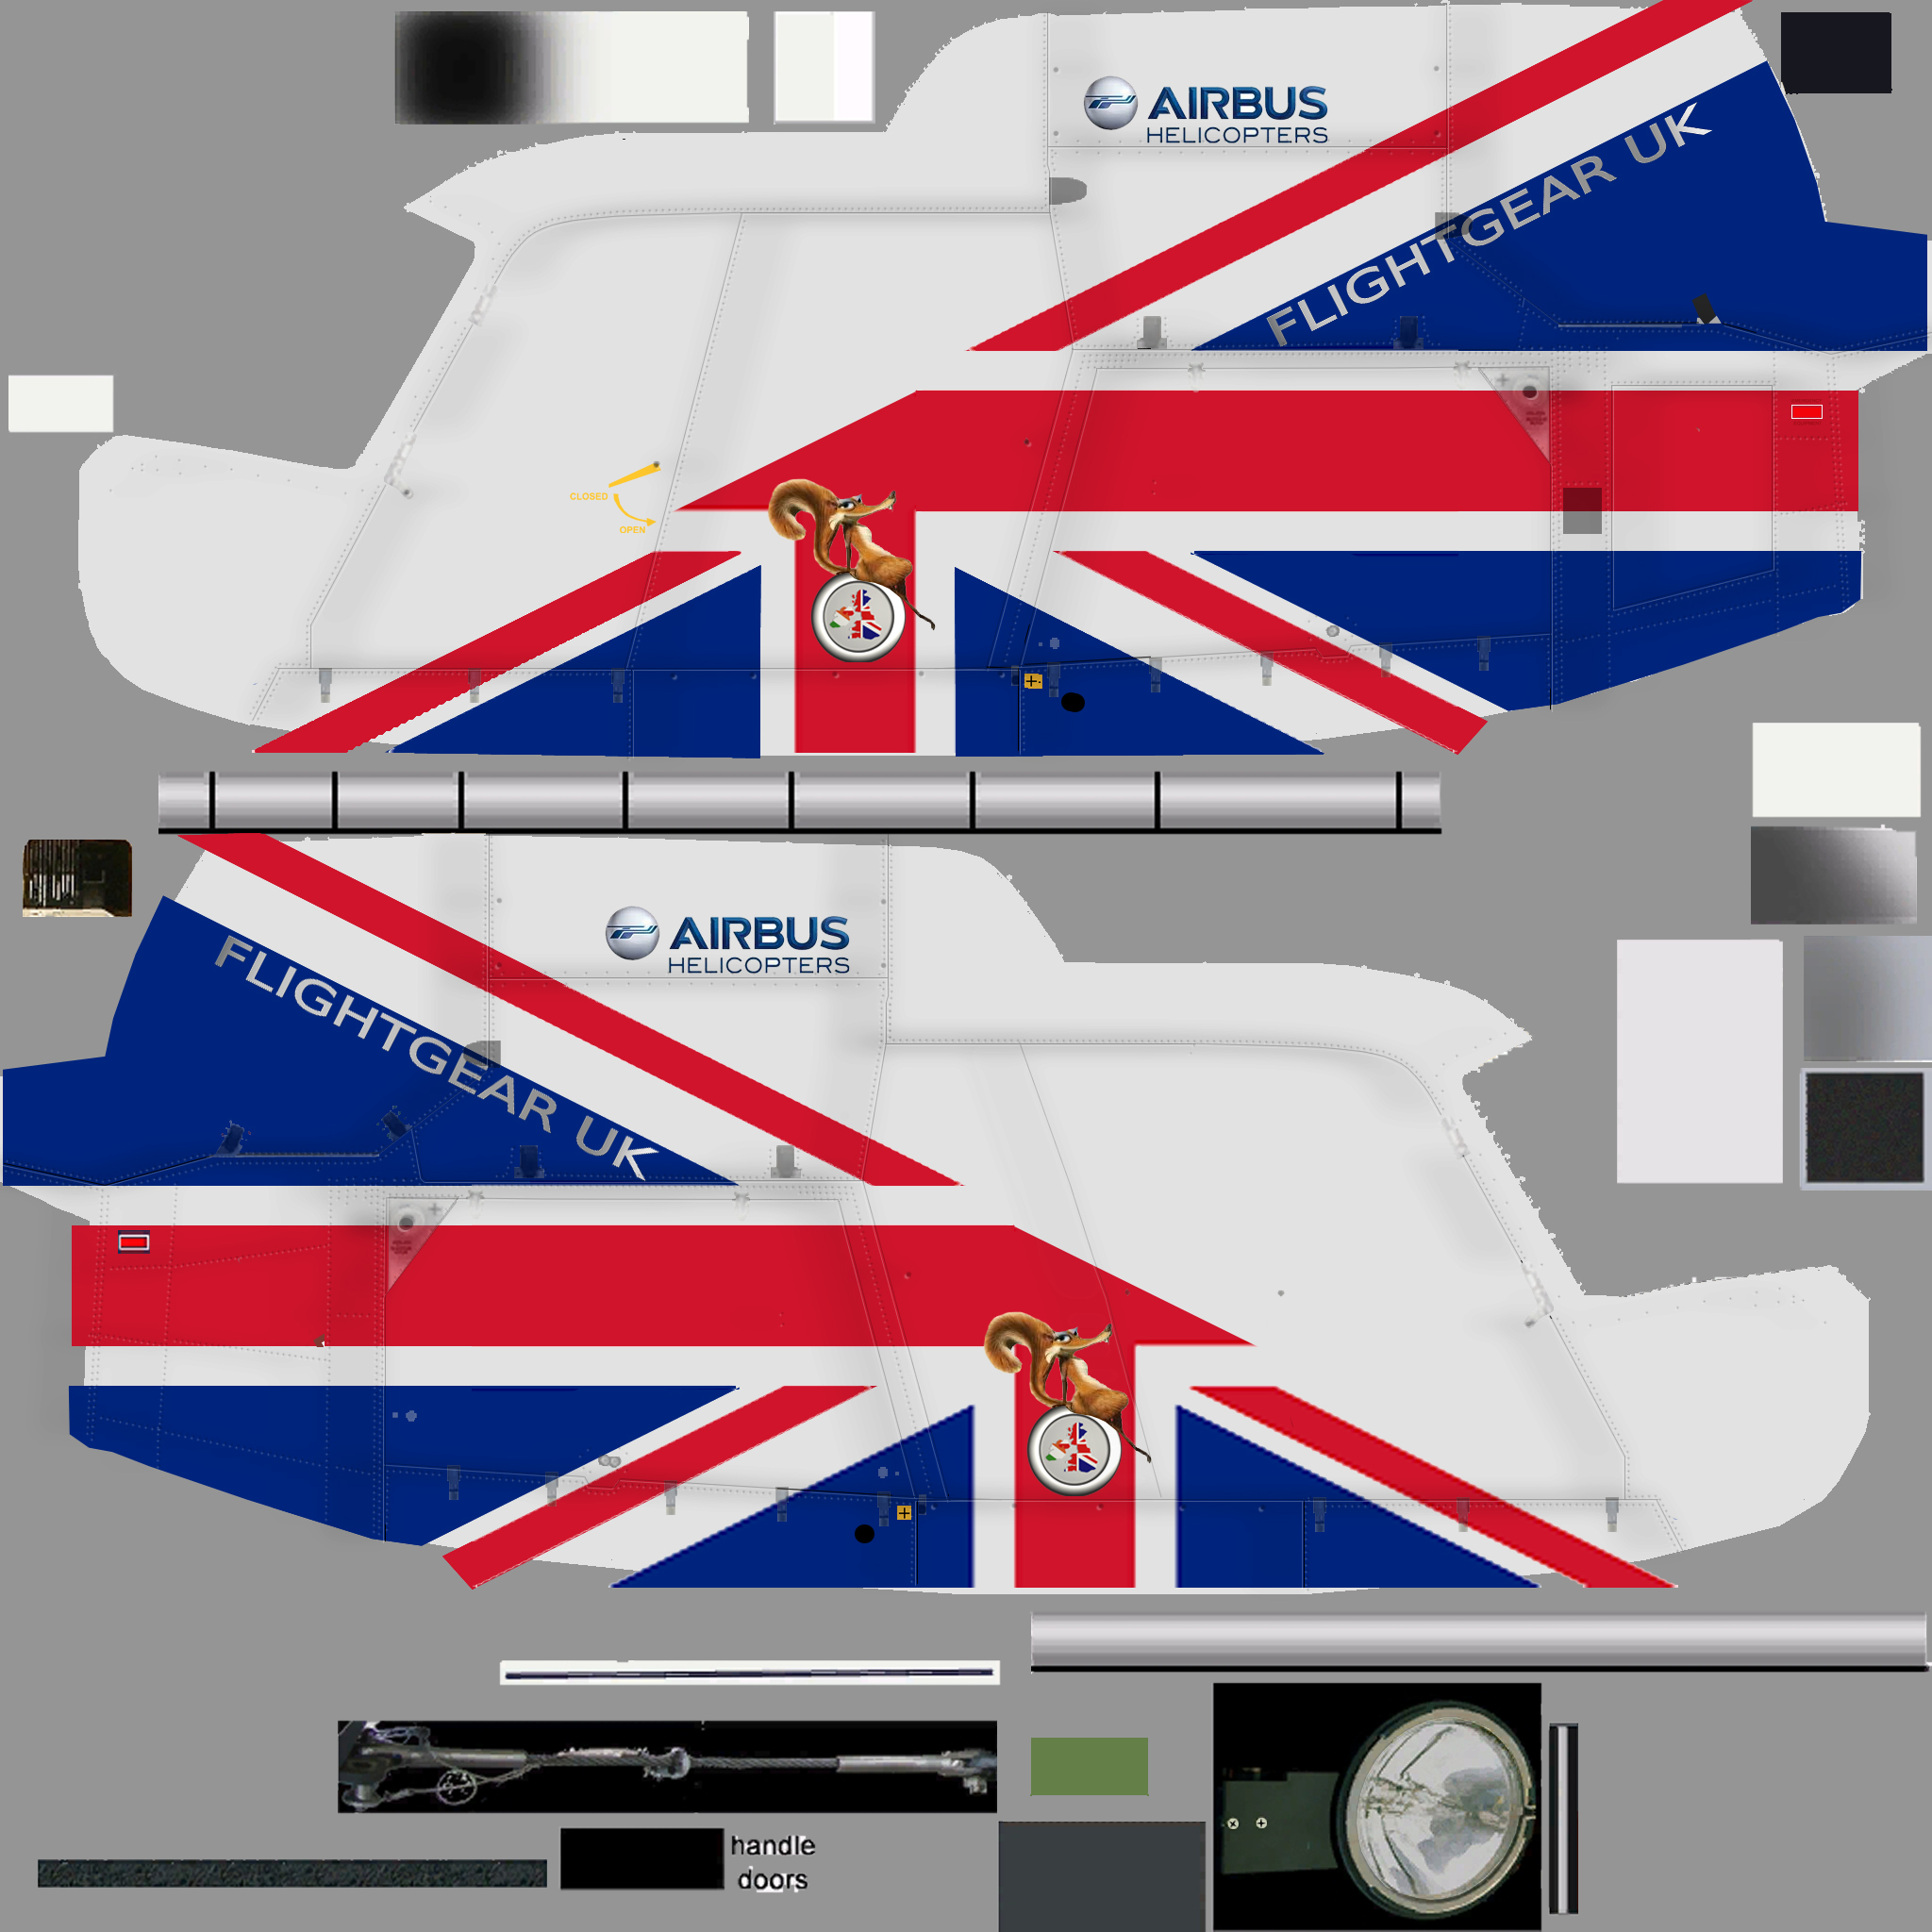 AIRBUS
HELICOPTERS
FLIGHTGEAR UK
CLOSED
OPEN
AIRBUS
HELICOPTERS
FLIGHTGEAR UK
handle
doors